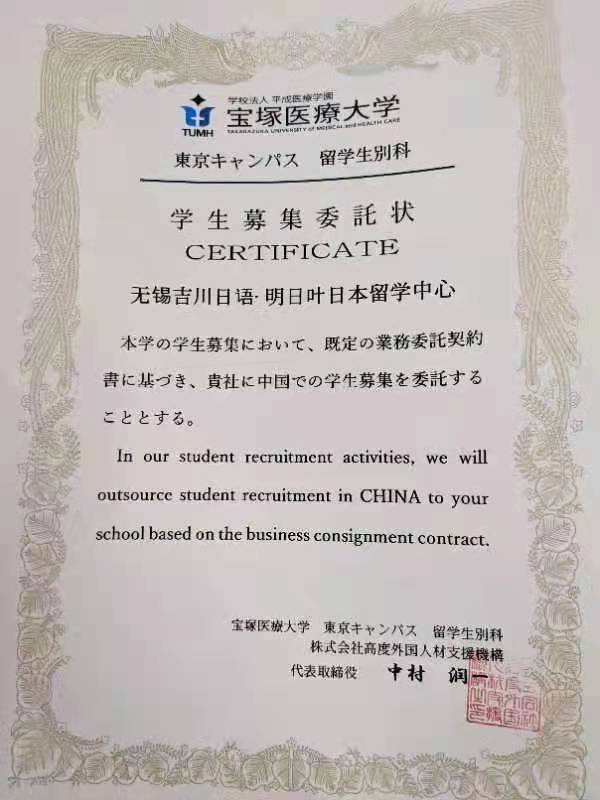 学校法人 平成医療学園
宝塚医療大学
TUMH
TAKARAZUKA UNIVERSITY OF MEDICAL and HEALTH CARE
東京キャンパス 留学生別科
学生募集委託状
CERTIFICATE
无锡吉川日语·明日叶日本留学中心
本学の学生募集において、既定の業務委託契約
書に基づき、貴社に中国での学生募集を委託する
こととする。
In our student recruitment activities, we will
outsource student recruitment in CHINA to your
school based on the business consignment contract.
宝塚医療大学 東京キャンパス 留学生別科
株式会社高度外国人材支援機構
代表取締役 中村 润一